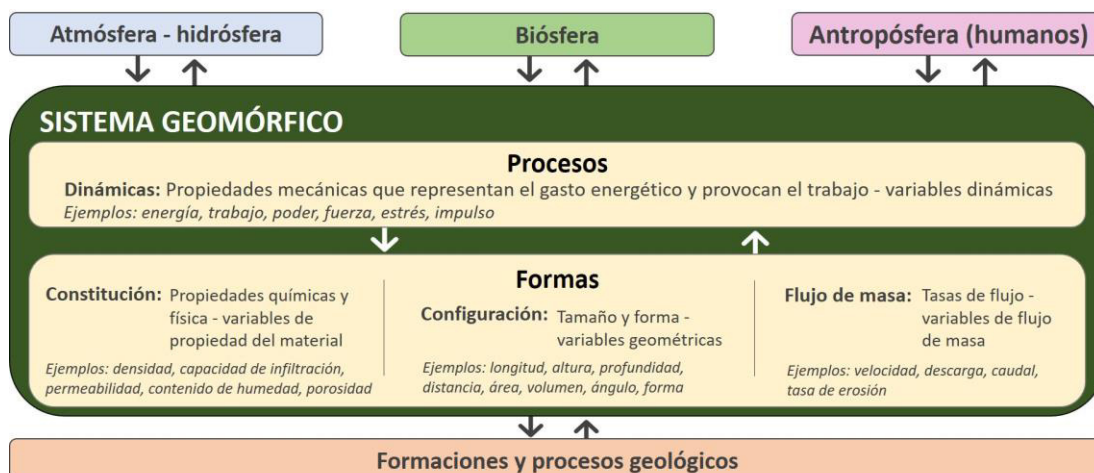 Atmósfera - hidrósfera
Biósfera
Antropósfera (humanos)
SISTEMA GEOMÓRFICO
Procesos
Dinámicas: Propiedades mecánicas que representan el gasto energético y provocan el trabajo - variables dinámicas
Ejemplos: energía, trabajo, poder, fuerza, estrés, impulso
Formas
Constitución: Propiedades químicas y
física - variables de
propiedad del material
Ejemplos: densidad, capacidad de infiltración,
permeabilidad, contenido de humedad, porosidad
Configuración: Tamaño y forma -
variables geométricas
Ejemplos: longitud, altura, profundidad,
distancia, área, volumen, ángulo, forma
Flujo de masa: Tasas de flujo -
variables de flujo
de masa
Ejemplos: velocidad, descarga, caudal,
tasa de erosión
Formaciones y procesos geológicos